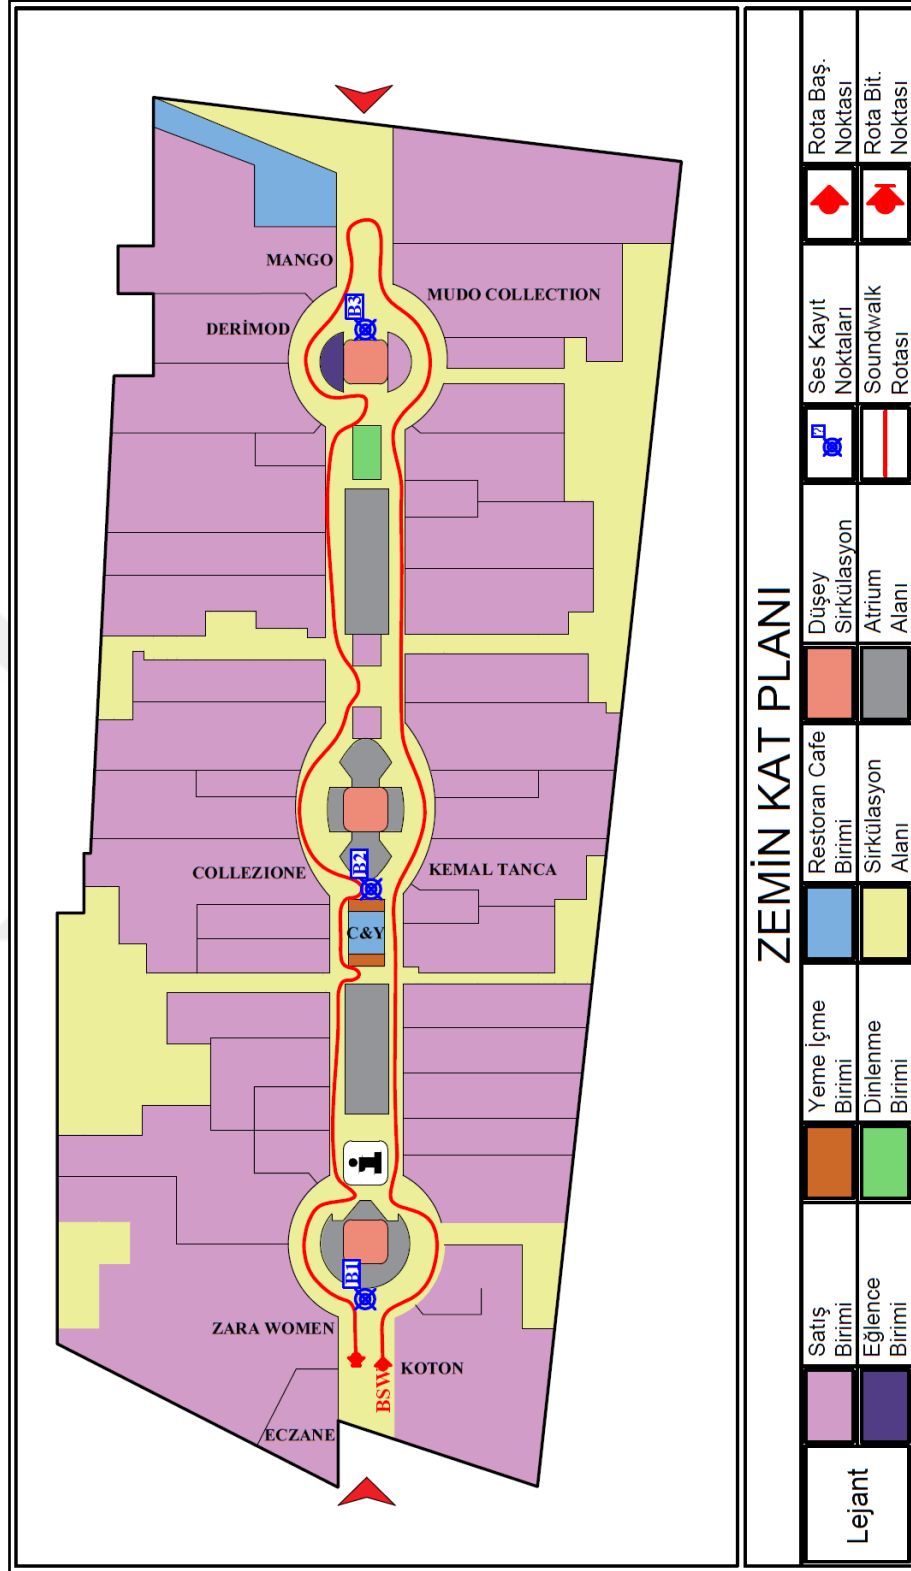 MANGO
DERİMOD
B3
MUDO COLLECTION
COLLEZIONE
B2
KEMAL TANCA
C&Y
B1
ZARA WOMEN
BSW
KOTON
ECZANE
ZEMİN KAT PLANI
Lejant
Satış
Birimi
Yeme İçme
Birimi
Restoran Cafe
Birimi
Düşey
Sirkülasyon
Ses Kayıt
Noktaları
Rota Baş.
Noktası
Eğlence
Birimi
Dinlenme
Birimi
Sirkülasyon
Alanı
Atrium
Alanı
Soundwalk
Rotası
Rota Bit.
Noktası